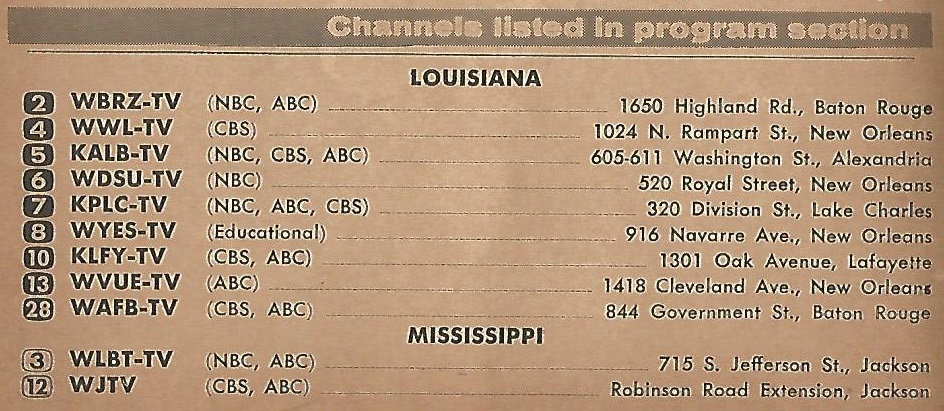 Channels listed in program section
LOUISIANA
2 WBRZ-TV (NBC, ABC) 1650 Highland Rd., Baton Rouge
4 WWL-TV (CBS) 1024 N. Rampart St., New Orleans
5 KALB-TV (NBC, CBS, ABC) 605-611 Washington St., Alexandria
6 WDSU-TV (NBC) 520 Royal Street, New Orleans
7 KPLC-TV (NBC, ABC, CBS) 320 Division St., Lake Charles
8 WYES-TV (Educational) 916 Navarre Ave., New Orleans
10 KLFY-TV (CBS, ABC) 1301 Oak Avenue, Lafayette
13 WVUE-TV (ABC) 1418 Cleveland Ave., New Orleans
28 WAFB-TV (CBS, ABC) 844 Government St., Baton Rouge
MISSISSIPPI
3 WLBT-TV (NBC, ABC) 715 S. Jefferson St., Jackson
12 WJTV (CBS, ABC) Robinson Road Extension, Jackson